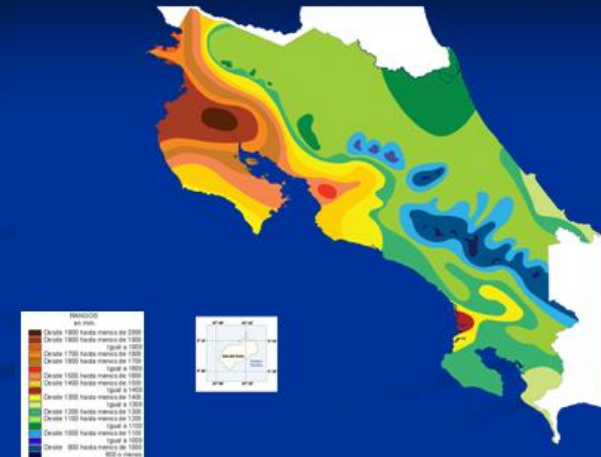 RANGOS
en mm.
Desde 1900 hasta menos de 2000
Desde 1800 hasta menos de 1900
Igual a 1800
Desde 1700 hasta menos de 1800
Desde 1600 hasta menos de 1700
Igual a 1600
Desde 1500 hasta menos de 1600
Desde 1400 hasta menos de 1500
Igual a 1400
Desde 1300 hasta menos de 1400
Igual a 1300
Desde 1200 hasta menos de 1300
Desde 1100 hasta menos de 1200
Igual a 1100
Desde 1000 hasta menos de 1100
Igual a 1000
Desde 900 hasta menos de 1000
900 o menos